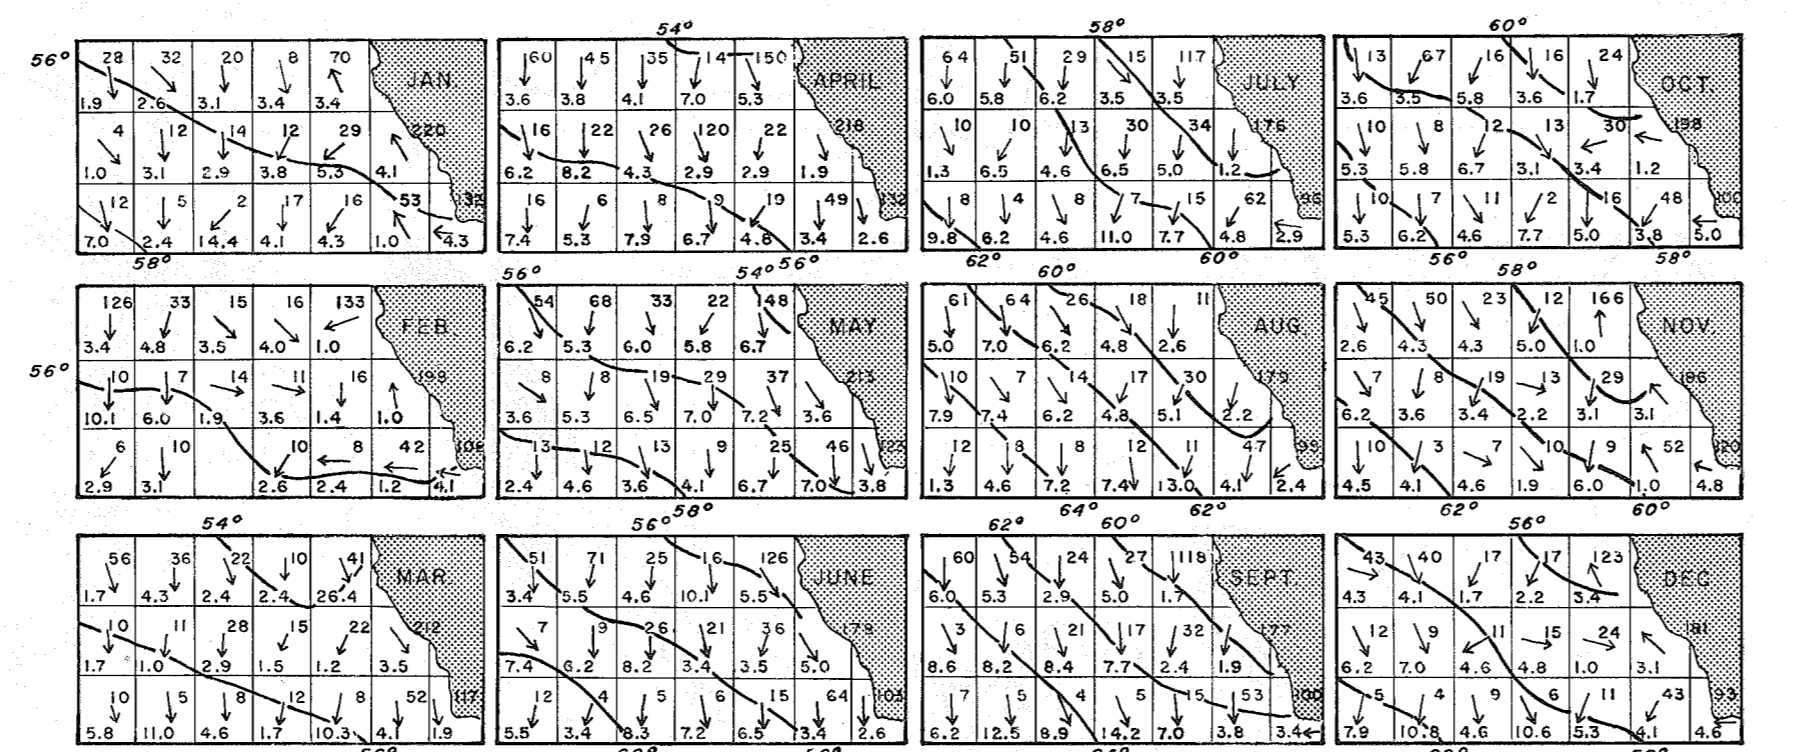 54° 58° 60°
56° 28 32 20 8 70 JAN. 60 45 35 14 150 APRIL 64 51 29 15 117 JULY 13 67 16 16 24 OCT.
1.9 2.6 3.1 3.4 3.4 3.6 3.8 4.1 7.0 5.3 6.0 5.8 6.2 3.5 3.5 3.6 3.5 5.8 3.6 1.7
4 12 14 12 29 220 16 22 26 120 22 218 10 10 13 30 34 176 10 8 12 13 30 198
1.0 3.1 2.9 3.8 5.3 4.1 6.2 8.2 4.3 2.9 2.9 1.9 1.3 6.5 4.6 6.5 5.0 1.2 5.3 5.8 6.7 3.1 3.4 1.2
12 5 2 17 16 53 16 6 8 9 19 49 132 8 4 8 7 15 62 96 10 7 11 2 16 48 100
7.0 2.4 14.4 4.1 4.3 1.0 4.3 7.4 5.3 7.9 6.7 4.8 3.4 2.6 9.8 6.2 4.6 11.0 7.7 4.8 2.9 5.3 6.2 4.6 7.7 5.0 3.8 5.0
58° 56° 54° 56° 62° 60° 60° 56° 58° 58°
126 33 15 16 133 FEB. 54 68 33 22 148 MAY 61 64 26 18 11 AUG. 45 50 23 12 166 NOV.
3.4 4.8 3.5 4.0 1.0 6.2 5.3 6.0 5.8 6.7 5.0 7.0 6.2 4.8 2.6 2.6 4.3 4.3 5.0 1.0
56° 10 7 14 11 16 198 8 8 19 29 37 213 10 7 14 17 30 179 7 8 19 13 29 186
10.1 6.0 1.9 3.6 1.4 1.0 3.6 5.3 6.5 7.0 7.2 3.6 7.9 7.4 6.2 4.8 5.1 2.2 6.2 3.6 3.4 2.2 3.1 3.1
6 10 10 8 42 13 12 13 9 25 46 123 12 8 8 12 11 47 99 10 3 7 10 9 52
2.9 3.1 2.6 2.4 1.2 4.1 2.4 4.6 3.6 4.1 6.7 7.0 3.8 1.3 4.6 7.2 7.4 13.0 4.1 2.4 4.5 4.1 4.6 1.9 6.0 1.0 4.8
54° 56° 58° 62° 64° 60° 62° 62° 56° 60°
56 36 22 10 41 MAR. 51 71 25 16 126 JUNE 60 54 24 27 118 SEPT. 43 40 17 17 123 DEC.
1.7 4.3 2.4 2.4 26.4 3.4 5.5 4.6 10.1 5.5 6.0 5.3 2.9 5.0 1.7 4.3 4.1 1.7 2.2 3.4
10 11 28 15 22 212 7 9 26 21 36 178 3 6 21 17 32 177 12 9 11 15 24 181
1.7 1.0 2.9 1.5 1.2 3.5 7.4 6.2 8.2 3.4 3.5 5.0 8.6 8.2 8.4 7.7 2.4 1.9 6.2 7.0 4.6 4.8 1.0 3.1
10 5 8 12 8 52 117 12 4 5 6 15 64 103 7 5 4 5 15 53 100 5 4 9 6 11 43 93
5.8 11.0 4.6 1.7 10.3 4.1 1.9 5.5 3.4 8.3 7.2 6.5 3.4 2.6 6.2 12.5 8.9 14.2 7.0 3.8 3.4 7.9 10.8 4.6 10.6 5.3 4.1 4.6